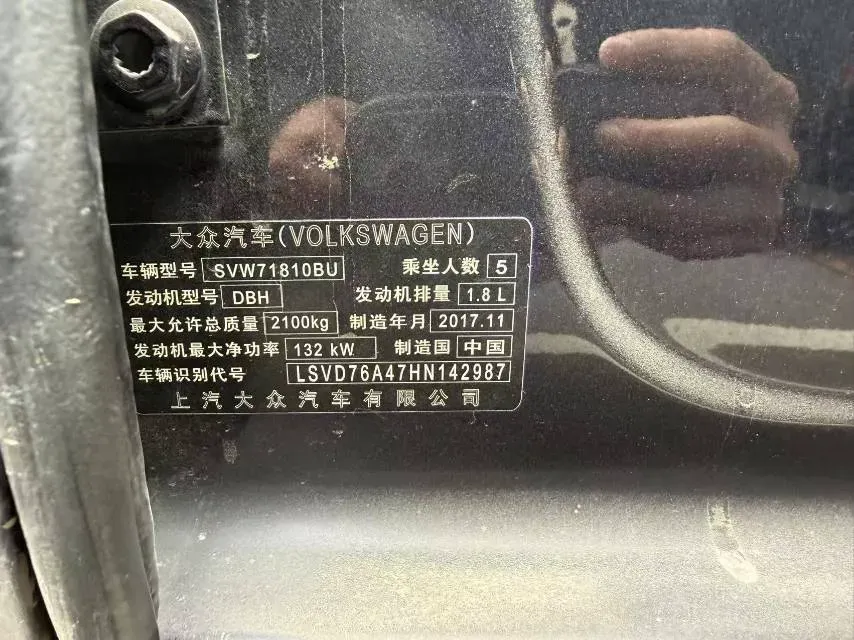 大众汽车(VOLKSWAGEN)
车辆型号 SVW71810BU 乘坐人数 5
发动机型号 DBH 发动机排量 1.8 L
最大允许总质量 2100kg 制造年月 2017.11
发动机最大净功率 132 kW 制造国 中国
车辆识别代号 LSVD76A47HN142987
上汽大众汽车有限公司